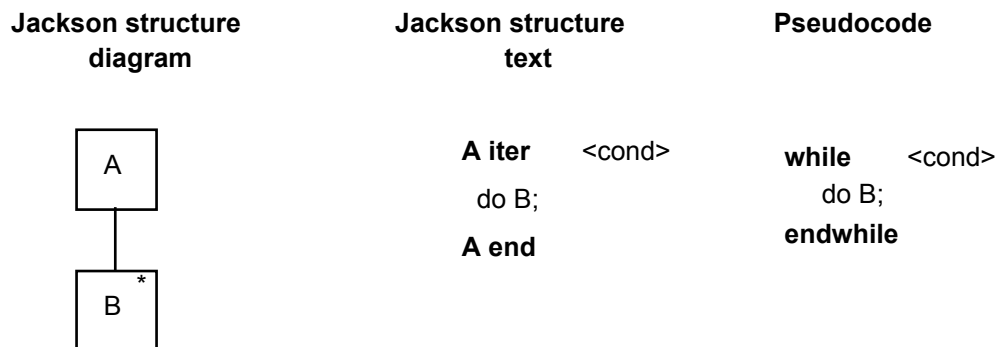 Jackson structure
diagram
Jackson structure
text
Pseudocode
A
*
B
A iter <cond>
do B;
A end
while <cond>
do B;
endwhile